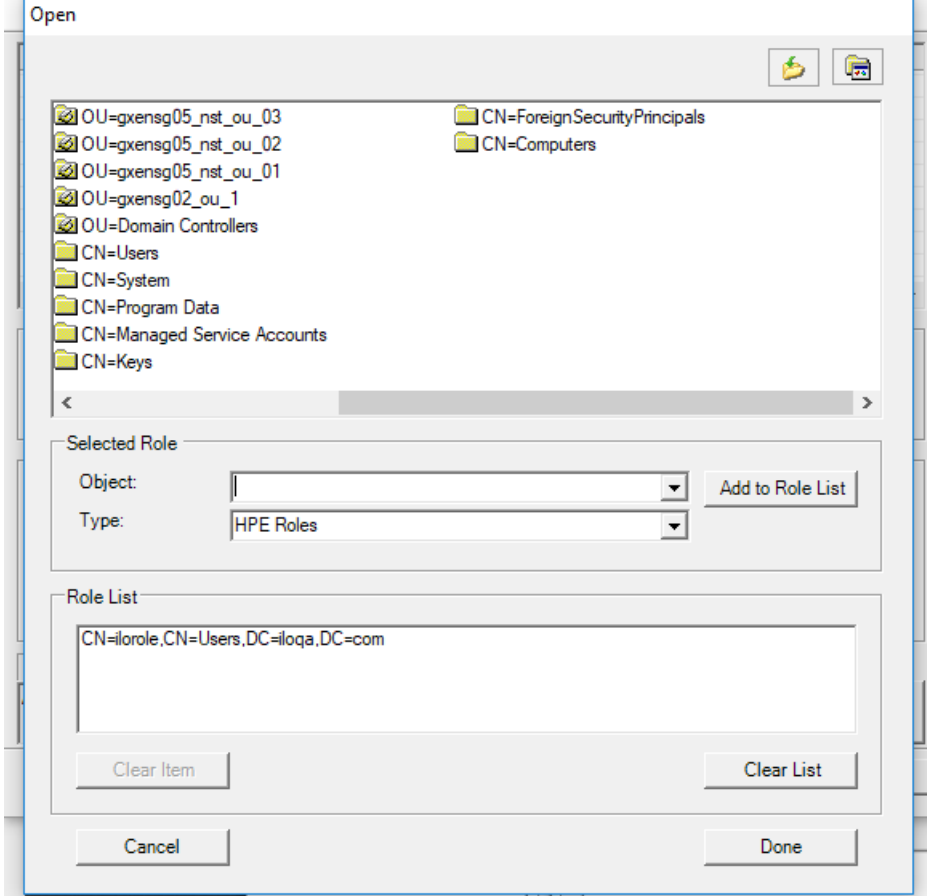 Open
OU=gxensg05_nst_ou_03
OU=gxensg05_nst_ou_02
OU=gxensg05_nst_ou_01
OU=gxensg02_ou_1
OU=Domain Controllers
CN=Users
CN=System
CN=Program Data
CN=Managed Service Accounts
CN=Keys
CN=ForeignSecurityPrincipals
CN=Computers
Selected Role
Object:
Add to Role List
Type:
HPE Roles
Role List
CN=ilorole,CN=Users,DC=iloqa,DC=com
Clear Item
Clear List
Cancel
Done